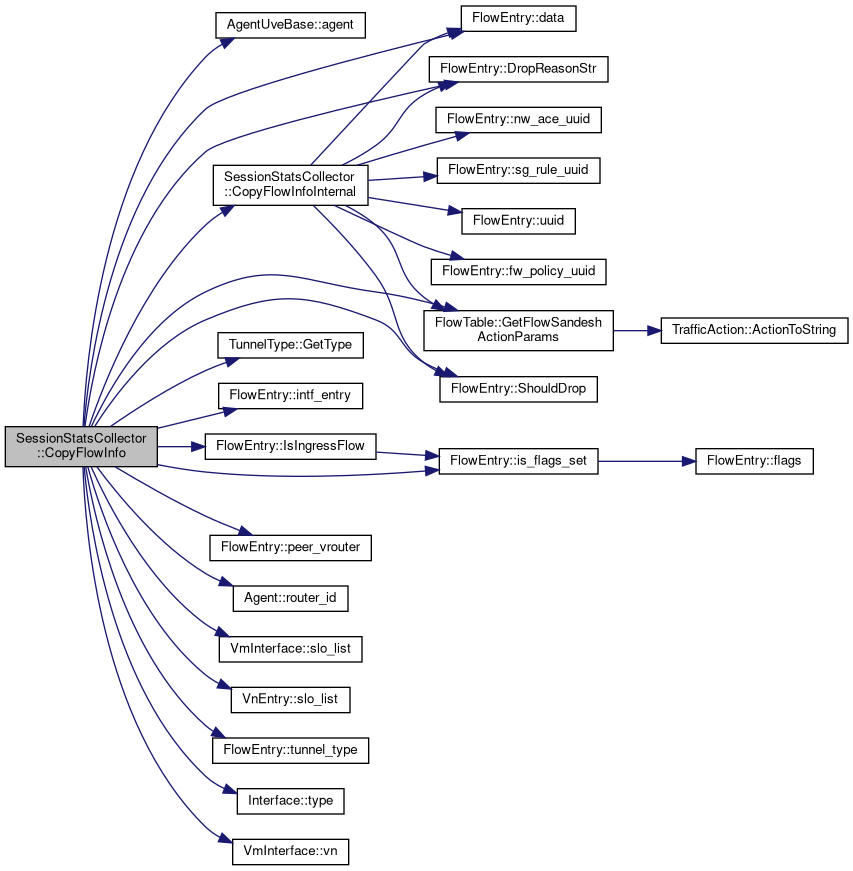 AgentUveBase::agent
FlowEntry::data
FlowEntry::DropReasonStr
FlowEntry::nw_ace_uuid
SessionStatsCollector
::CopyFlowInfoInternal
FlowEntry::sg_rule_uuid
FlowEntry::uuid
FlowEntry::fw_policy_uuid
FlowTable::GetFlowSandesh
ActionParams
TrafficAction::ActionToString
TunnelType::GetType
FlowEntry::intf_entry
FlowEntry::ShouldDrop
SessionStatsCollector
::CopyFlowInfo
FlowEntry::IsIngressFlow
FlowEntry::is_flags_set
FlowEntry::flags
FlowEntry::peer_vrouter
Agent::router_id
VmInterface::slo_list
VnEntry::slo_list
FlowEntry::tunnel_type
Interface::type
VmInterface::vn